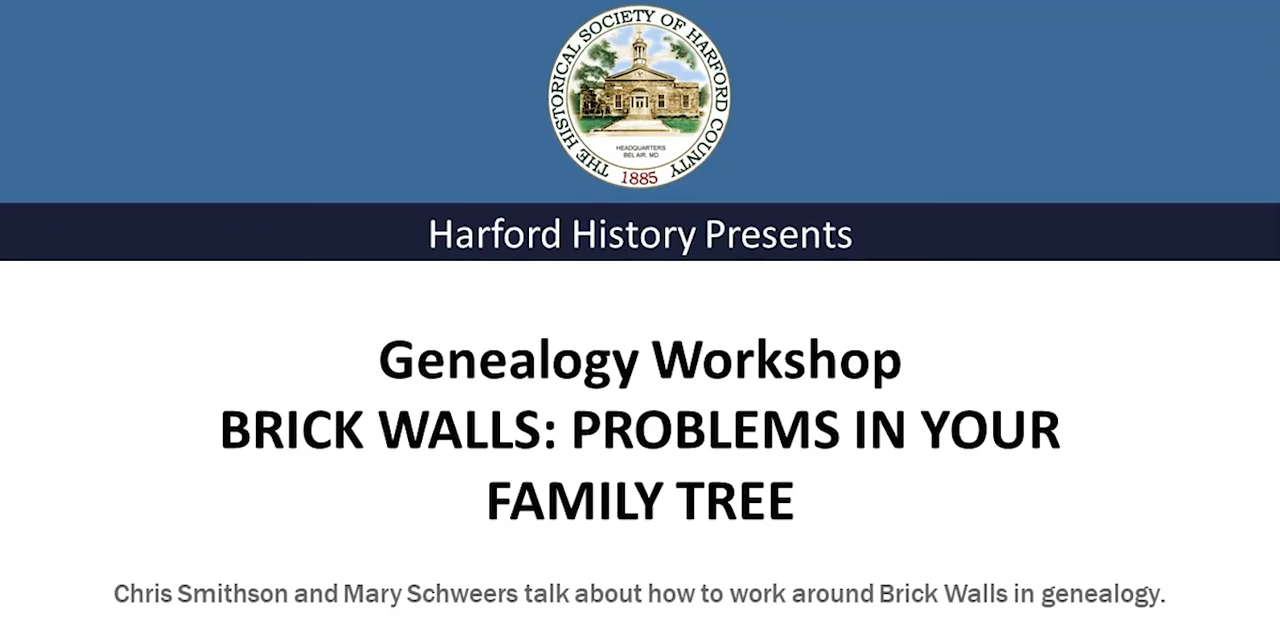 THE HISTORICAL SOCIETY OF HARFORD COUNTY
HEADQUARTERS
BEL AIR, MD
1885
Harford History Presents
Genealogy Workshop
BRICK WALLS: PROBLEMS IN YOUR
FAMILY TREE
Chris Smithson and Mary Schweers talk about how to work around Brick Walls in genealogy.